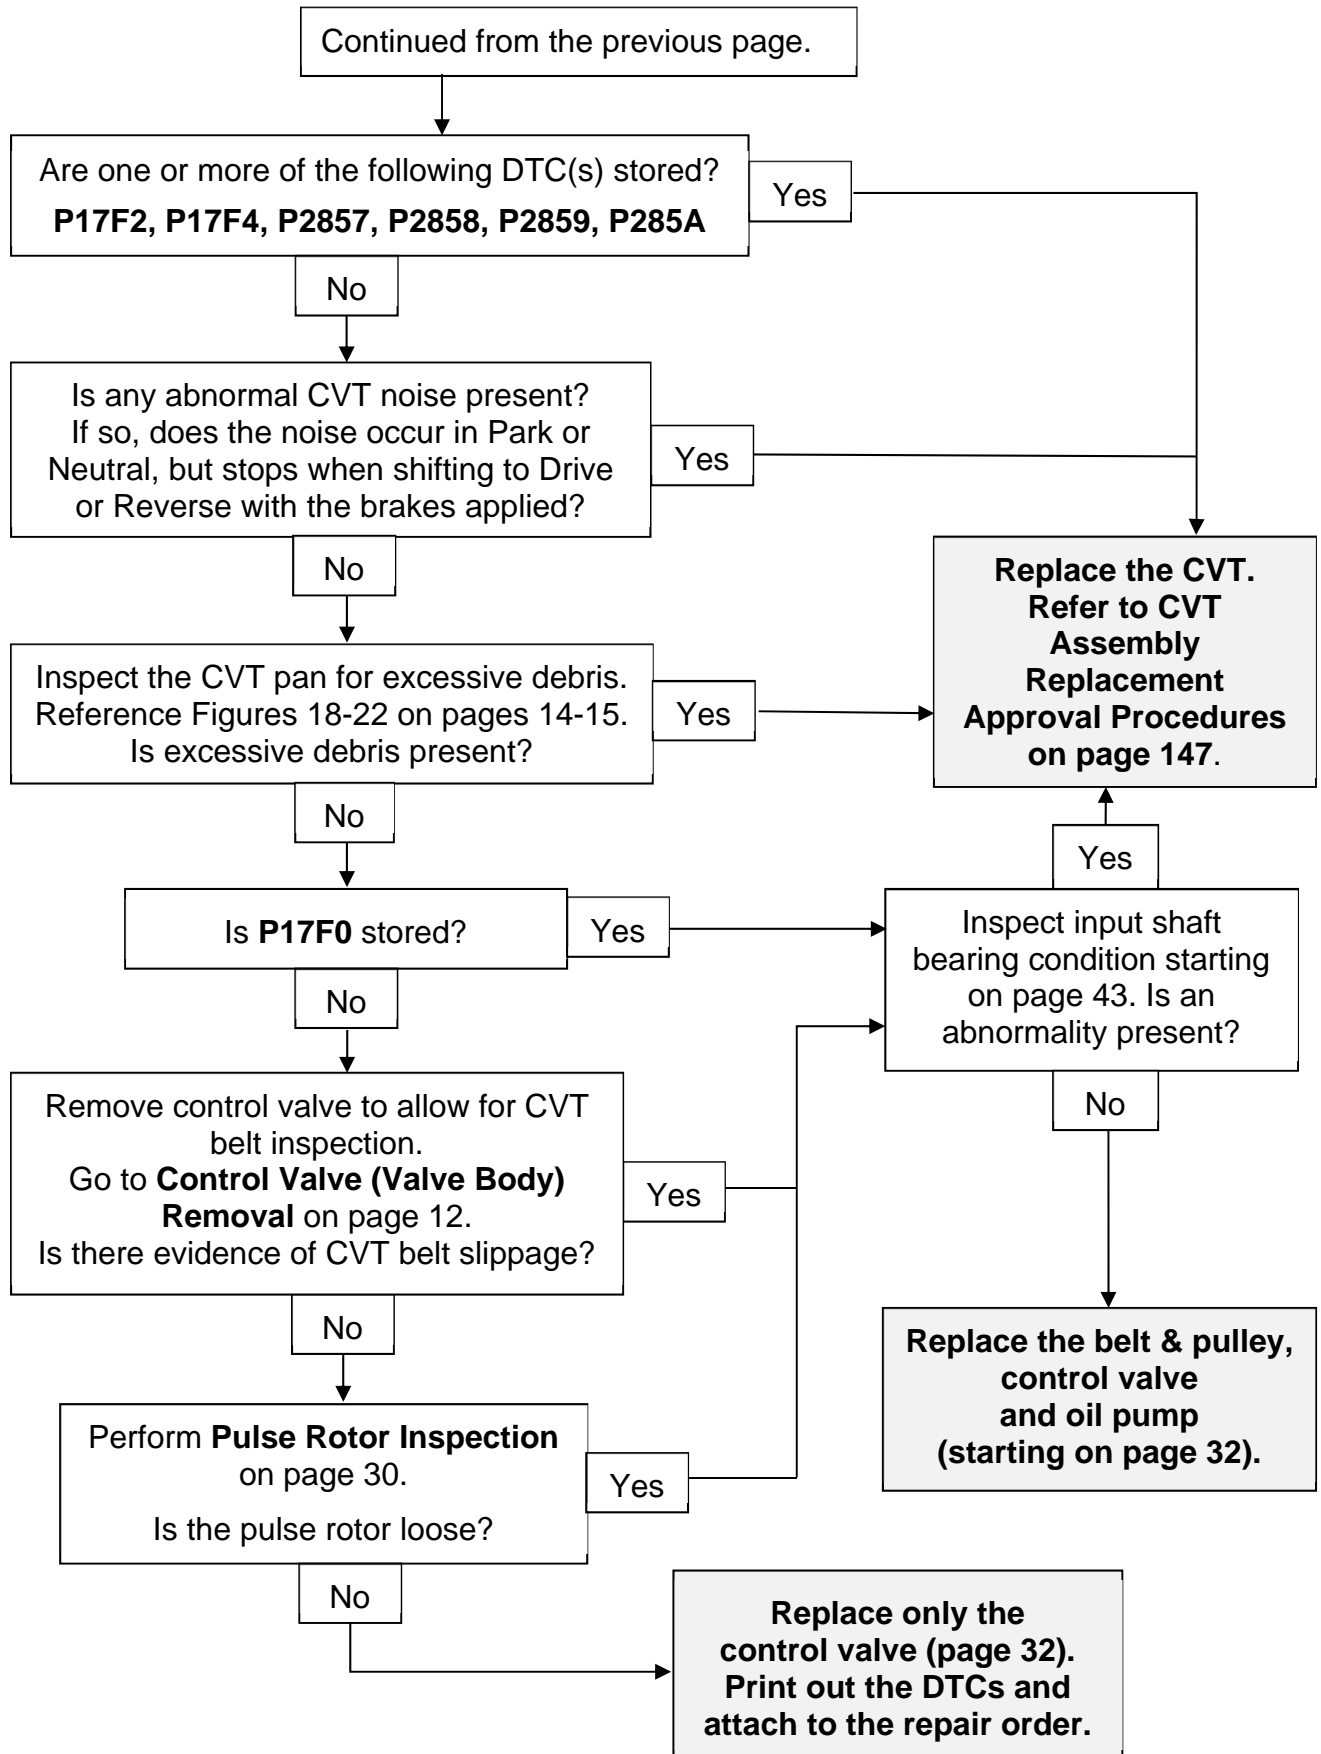 Continued from the previous page.
Are one or more of the following DTC(s) stored?
P17F2, P17F4, P2857, P2858, P2859, P285A
Yes
No
Is any abnormal CVT noise present?
If so, does the noise occur in Park or
Neutral, but stops when shifting to Drive
or Reverse with the brakes applied?
Yes
No
Replace the CVT.
Refer to CVT
Assembly
Replacement
Approval Procedures
on page 147.
Inspect the CVT pan for excessive debris.
Reference Figures 18-22 on pages 14-15.
Is excessive debris present?
Yes
No
Yes
Is P17F0 stored?
Yes
No
Inspect input shaft
bearing condition starting
on page 43. Is an
abnormality present?
No
Remove control valve to allow for CVT
belt inspection.
Go to Control Valve (Valve Body)
Removal on page 12.
Is there evidence of CVT belt slippage?
Yes
No
Replace the belt & pulley,
control valve
and oil pump
(starting on page 32).
Perform Pulse Rotor Inspection
on page 30.
Is the pulse rotor loose?
Yes
No
Replace only the
control valve (page 32).
Print out the DTCs and
attach to the repair order.